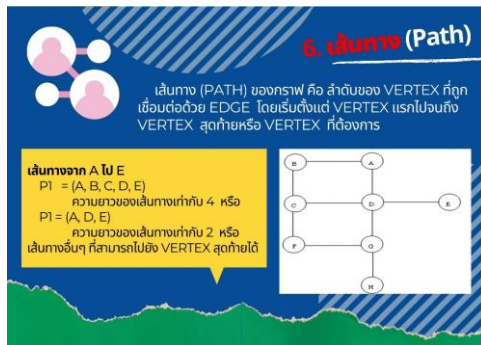 6. เส้นทาง (Path)
เส้นทาง (PATH) ของกราฟ คือ ลำดับของ VERTEX ที่ถูก
เชื่อมต่อด้วย EDGE โดยเริ่มตั้งแต่ VERTEX แรกไปจนถึง
VERTEX สุดท้ายหรือ VERTEX ที่ต้องการ
เส้นทางจาก A ไป E
P1 = (A, B, C, D, E)
ความยาวของเส้นทางเท่ากับ 4 หรือ
P1 = (A, D, E)
ความยาวของเส้นทางเท่ากับ 2 หรือ
เส้นทางอื่นๆ ที่สามารถไปยัง VERTEX สุดท้ายได้
B A
C D E
F G
H